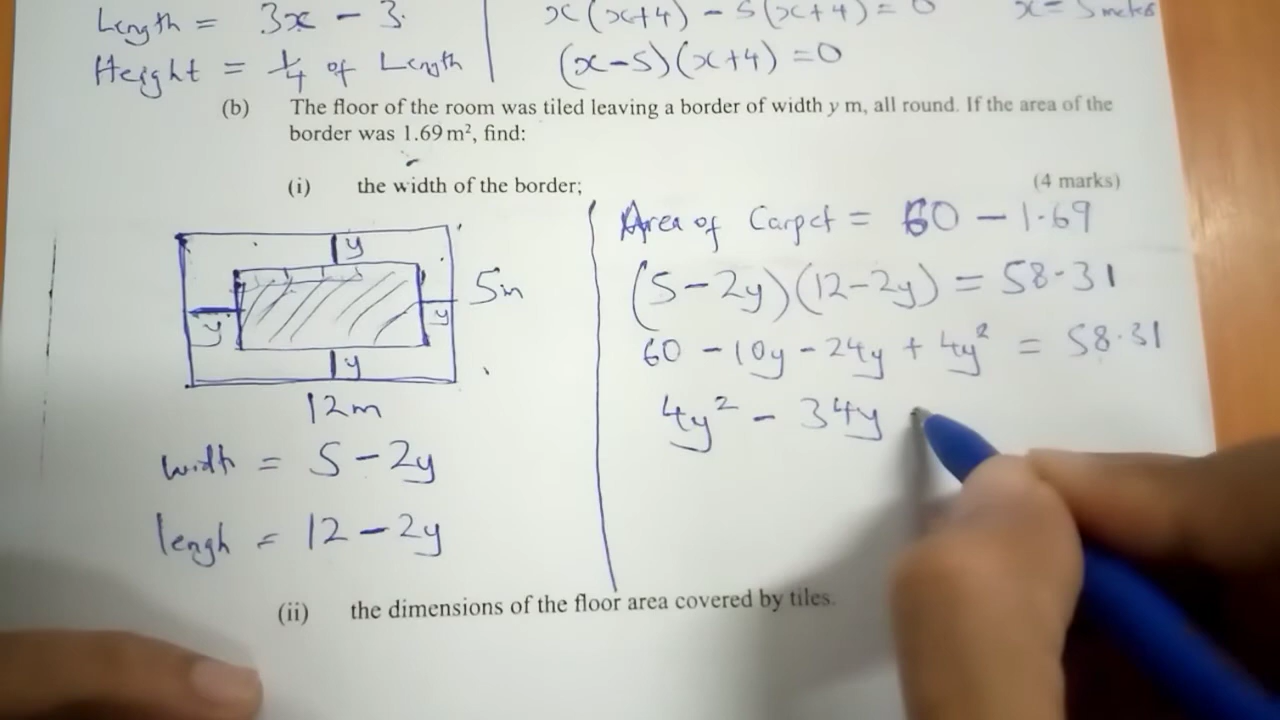 Length = 3x - 3.
Height = 1/4 of Length
x(x+4) - 5(x+4) = 0
(x-5)(x+4) = 0
x = 5 meters
(b) The floor of the room was tiled leaving a border of width y m, all round. If the area of the
border was 1.69 m², find:
(i) the width of the border;
(4 marks)
y
y
y
y
5m
12m
width = 5 - 2y
lengh = 12 - 2y
Area of Carpet = 60 - 1.69
(5-2y)(12-2y) = 58.31
60 - 10y - 24y + 4y² = 58.31
4y² - 34y
(ii) the dimensions of the floor area covered by tiles.